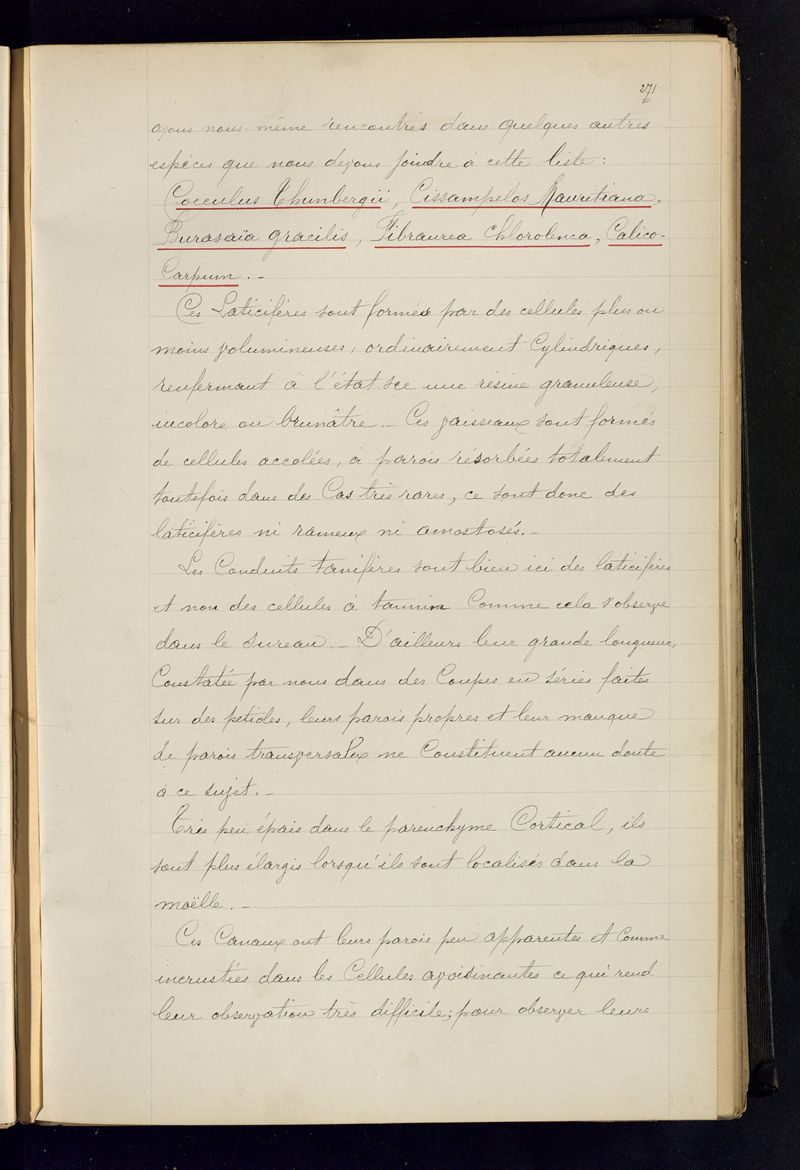 271
ayons nous même rencontrés dans quelques autres
espèces que nous devons joindre à cette liste :
Cocculus Thunbergii, Cissampelos Mauritiana,
Burasaïa gracilis, Fibraurea Chloroleuca, Calico-
Carpum. -
Ces Laticifères sont formés par des cellules plus ou
moins volumineuses, ordinairement Cylindriques,
renfermant à l'état sec une résine granuleuse,
incolore ou brunâtre. - Ces vaisseaux sont formés
de cellules accolées, à parois résorbées totalement
toutefois dans des Cas très rares, ce sont donc des
laticifères ni rameux ni amostosés. -
Les Conduits tanifères sont bien ici des laticifères
et non des cellules à tannin Comme cela s'observe
dans le sureau. - D'ailleurs leur grande longueur,
Constatée par nous dans des Coupes en séries faites
sur des pétioles, leurs parois propres et leur manque
de parois transversales ne Constituent aucun doute
à ce sujet. -
Très peu épais dans le parenchyme Cortical, ils
sont plus élargis lorsqu'ils sont localisés dans la
moëlle. -
Ces Canaux ont leurs parois peu apparentes et Comme
incrustées dans les Cellules avoisinantes ce qui rend
leur observation très difficile ; pour observer leurs